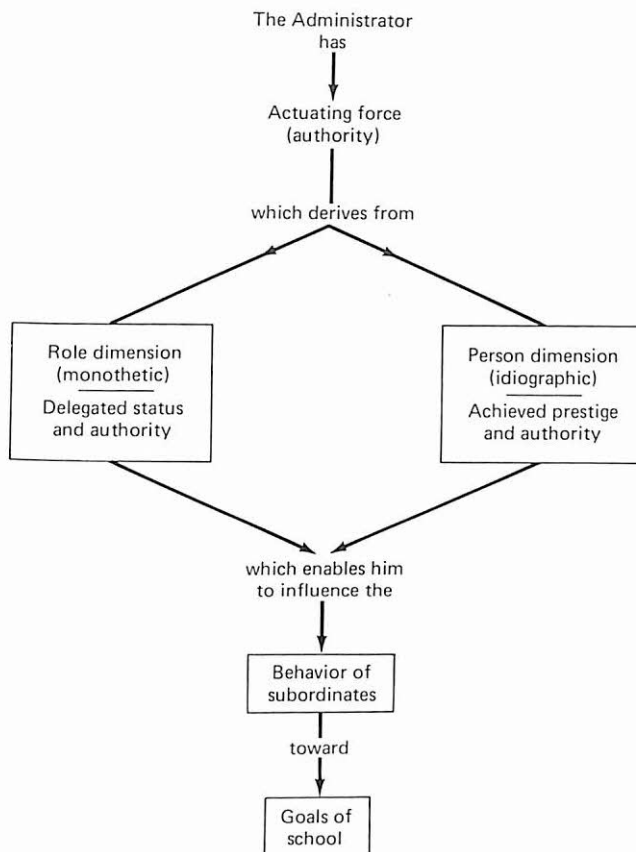 The Administrator
has
Actuating force
(authority)
which derives from
Role dimension
(monothetic)
Delegated status
and authority
Person dimension
(idiographic)
Achieved prestige
and authority
which enables him
to influence the
Behavior of
subordinates
toward
Goals of
school